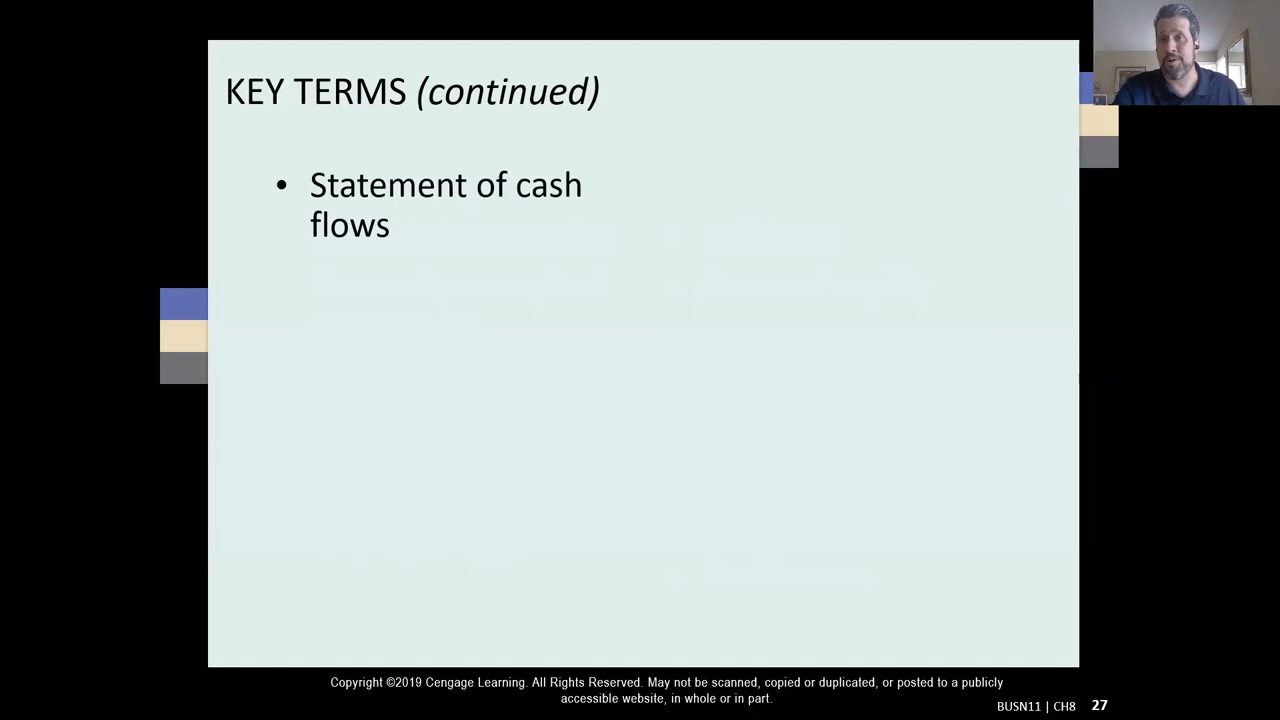 KEY TERMS (continued)
• Statement of cash
flows
Copyright ©2019 Cengage Learning. All Rights Reserved. May not be scanned, copied or duplicated, or posted to a publicly
accessible website, in whole or in part.
BUSN11 | CH8 27